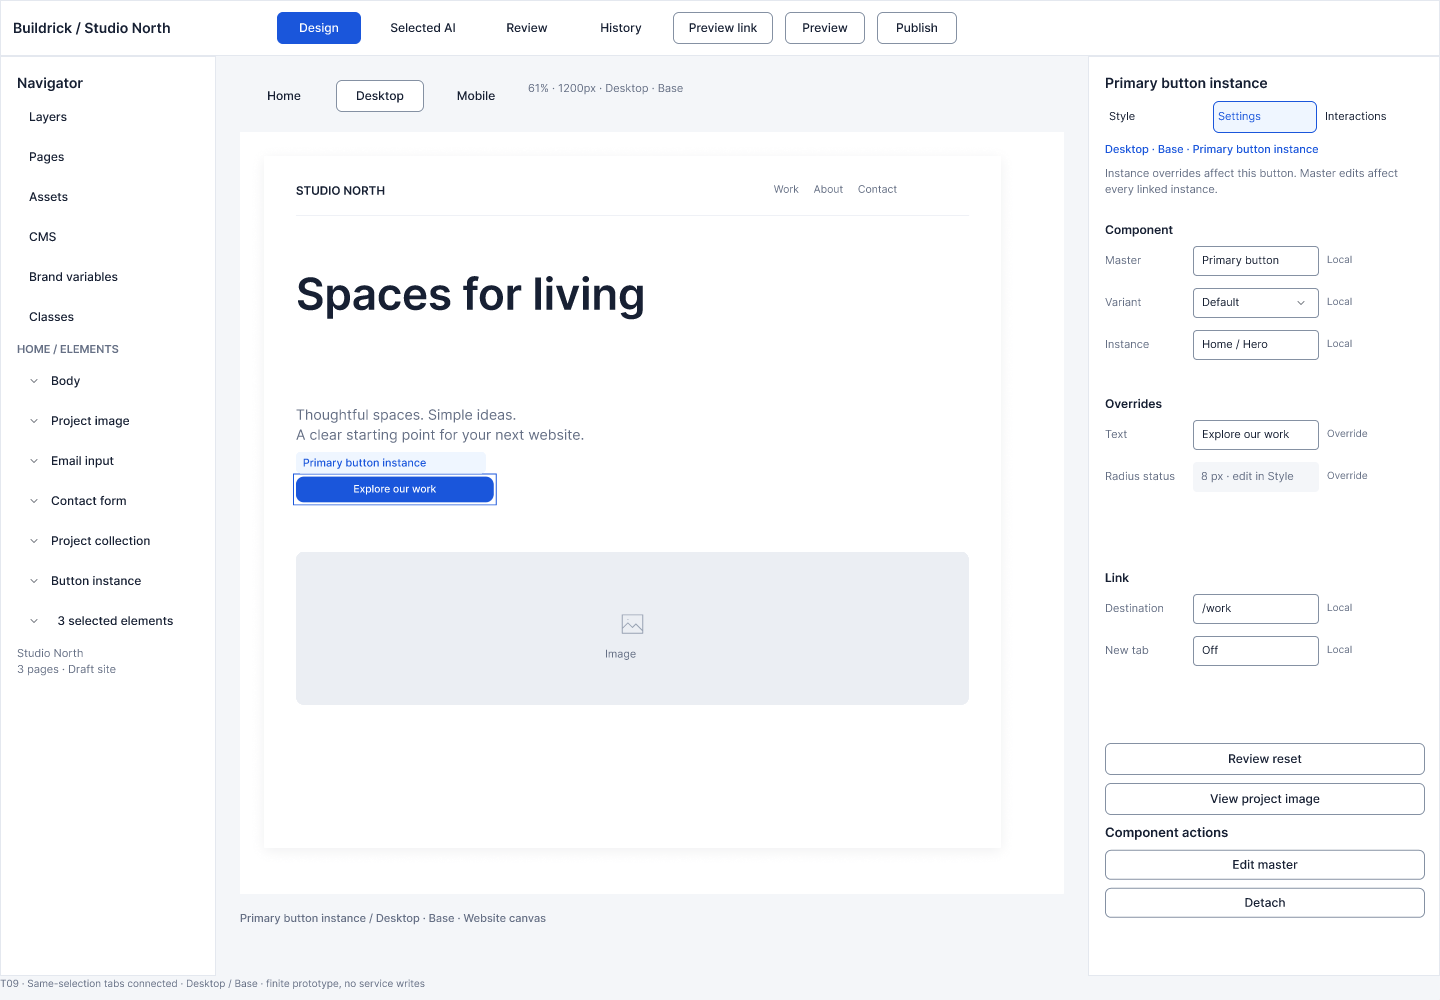 Buildrick / Studio North
Design
Selected AI
Review
History
Preview link
Preview
Publish
Navigator
Layers
Pages
Assets
CMS
Brand variables
Classes
HOME / ELEMENTS
Body
Project image
Email input
Contact form
Project collection
Button instance
3 selected elements
Studio North
3 pages · Draft site
Home
Desktop
Mobile
61% · 1200px · Desktop · Base
STUDIO NORTH
Work
About
Contact
Spaces for living
Thoughtful spaces. Simple ideas.
A clear starting point for your next website.
Primary button instance
Explore our work
Image
Primary button instance / Desktop · Base · Website canvas
Primary button instance
Style
Settings
Interactions
Desktop · Base · Primary button instance
Instance overrides affect this button. Master edits affect
every linked instance.
Component
Master
Primary button
Local
Variant
Default
Local
Instance
Home / Hero
Local
Overrides
Text
Explore our work
Override
Radius status
8 px · edit in Style
Override
Link
Destination
/work
Local
New tab
Off
Local
Review reset
View project image
Component actions
Edit master
Detach
T09 · Same-selection tabs connected · Desktop / Base · finite prototype, no service writes